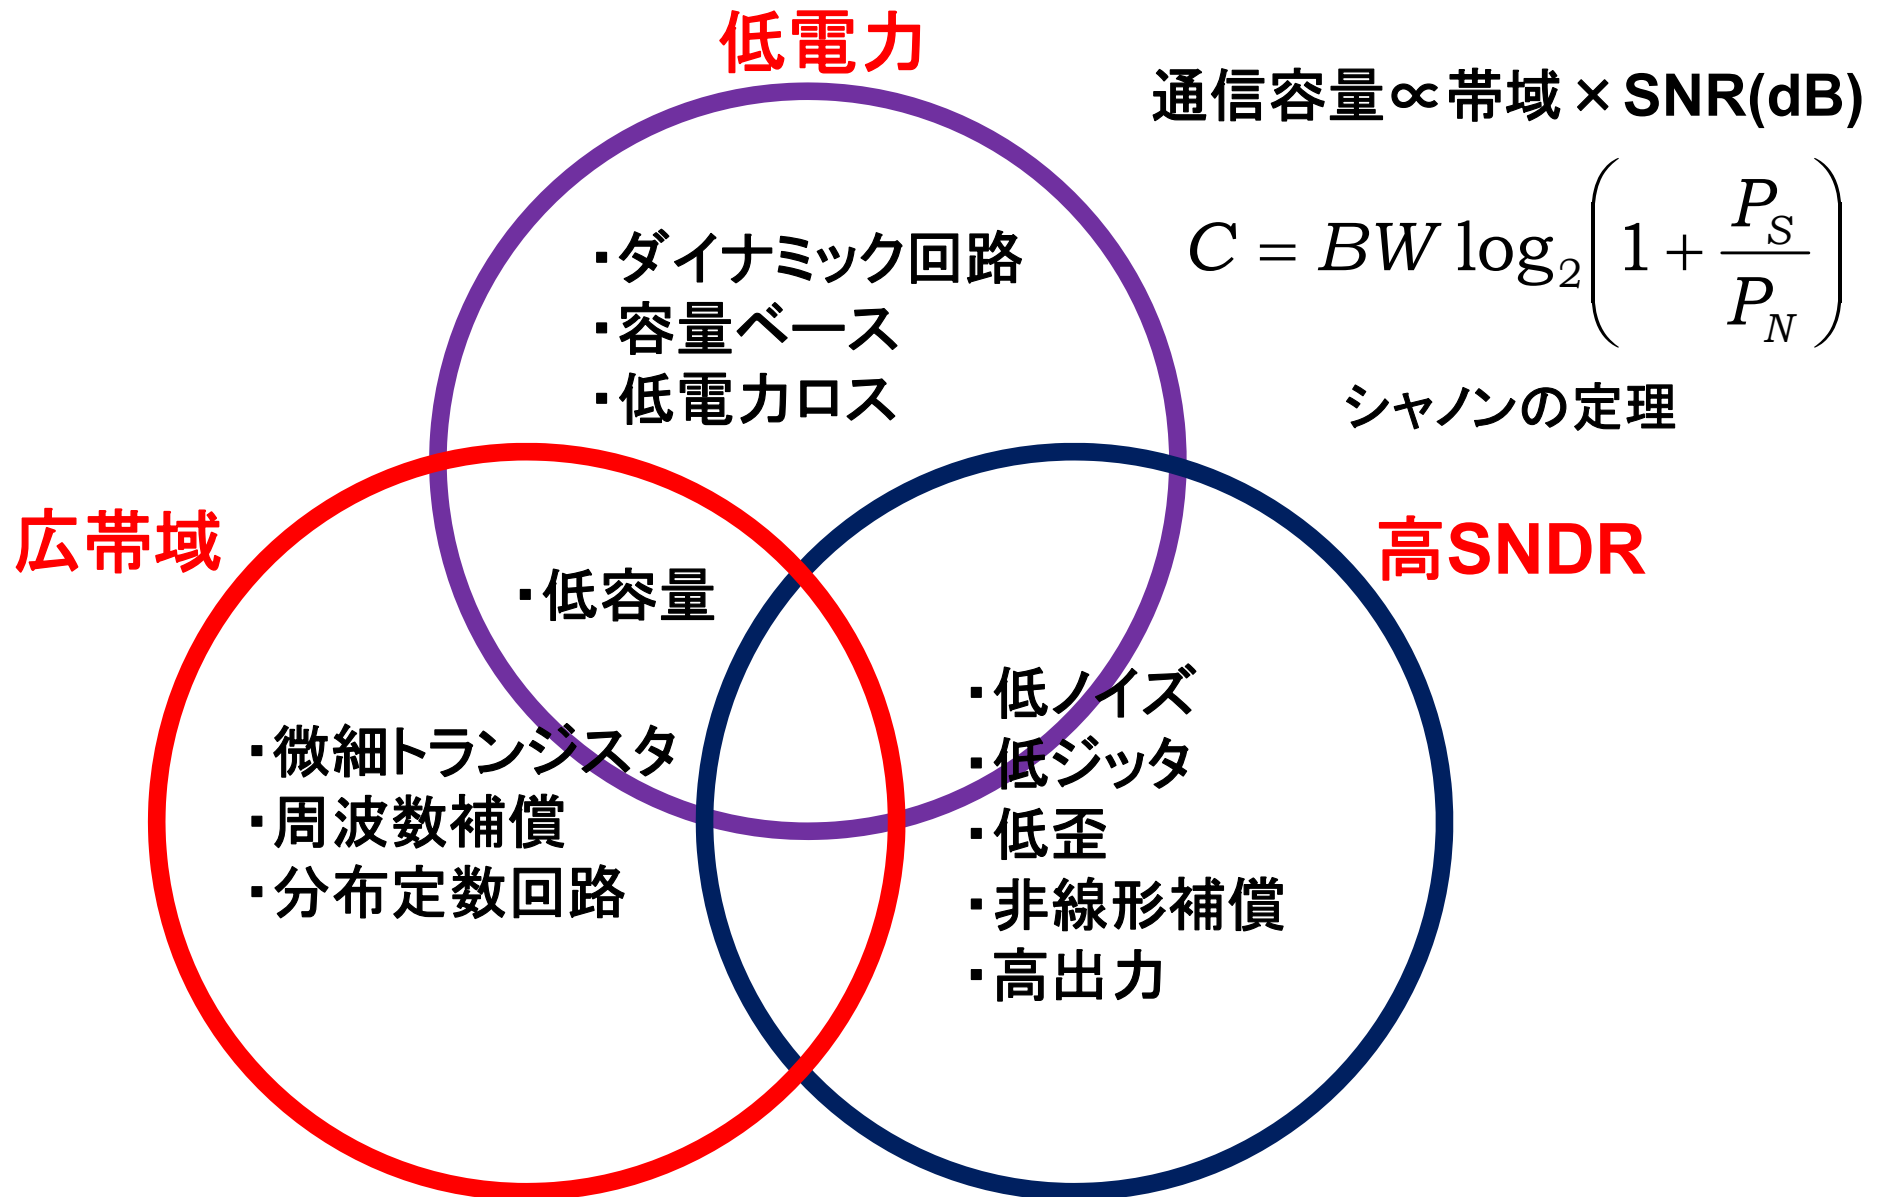 低電力
通信容量∝帯域×SNR(dB)
C = BW log₂(1 + P_S/P_N)
シャノンの定理
・ダイナミック回路
・容量ベース
・低電力ロス
広帯域
高SNDR
・低容量
・微細トランジスタ
・周波数補償
・分布定数回路
・低ノイズ
・低ジッタ
・低歪
・非線形補償
・高出力